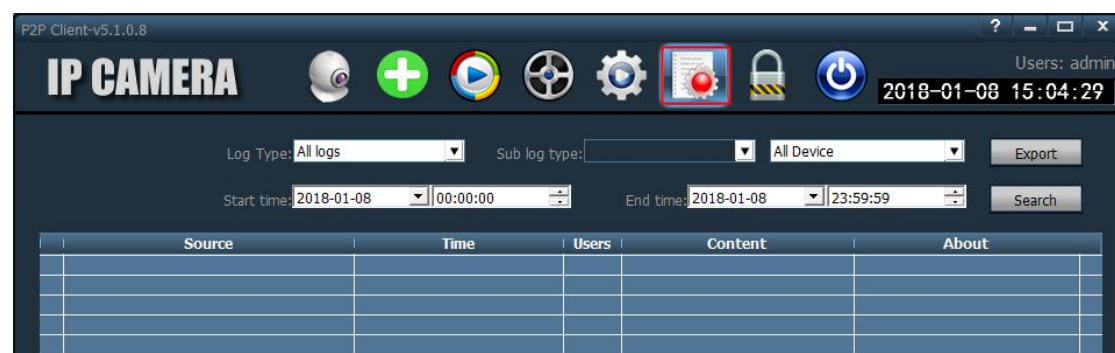 P2P Client-v5.1.0.8
IP CAMERA
Users: admin
2018-01-08 15:04:29
Log Type: All logs Sub log type: All Device Export
Start time: 2018-01-08 00:00:00 End time: 2018-01-08 23:59:59 Search
Source Time Users Content About